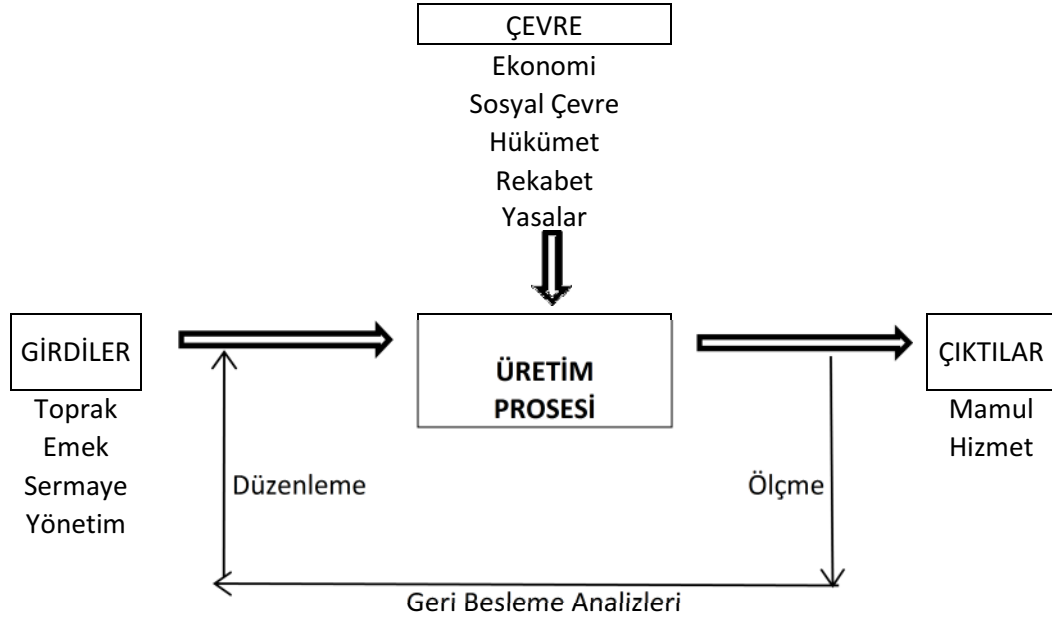 ÇEVRE
Ekonomi
Sosyal Çevre
Hükümet
Rekabet
Yasalar
GİRDİLER
Toprak
Emek
Sermaye
Yönetim
ÜRETİM
PROSESİ
ÇIKTILAR
Mamul
Hizmet
Düzenleme
Ölçme
Geri Besleme Analizleri